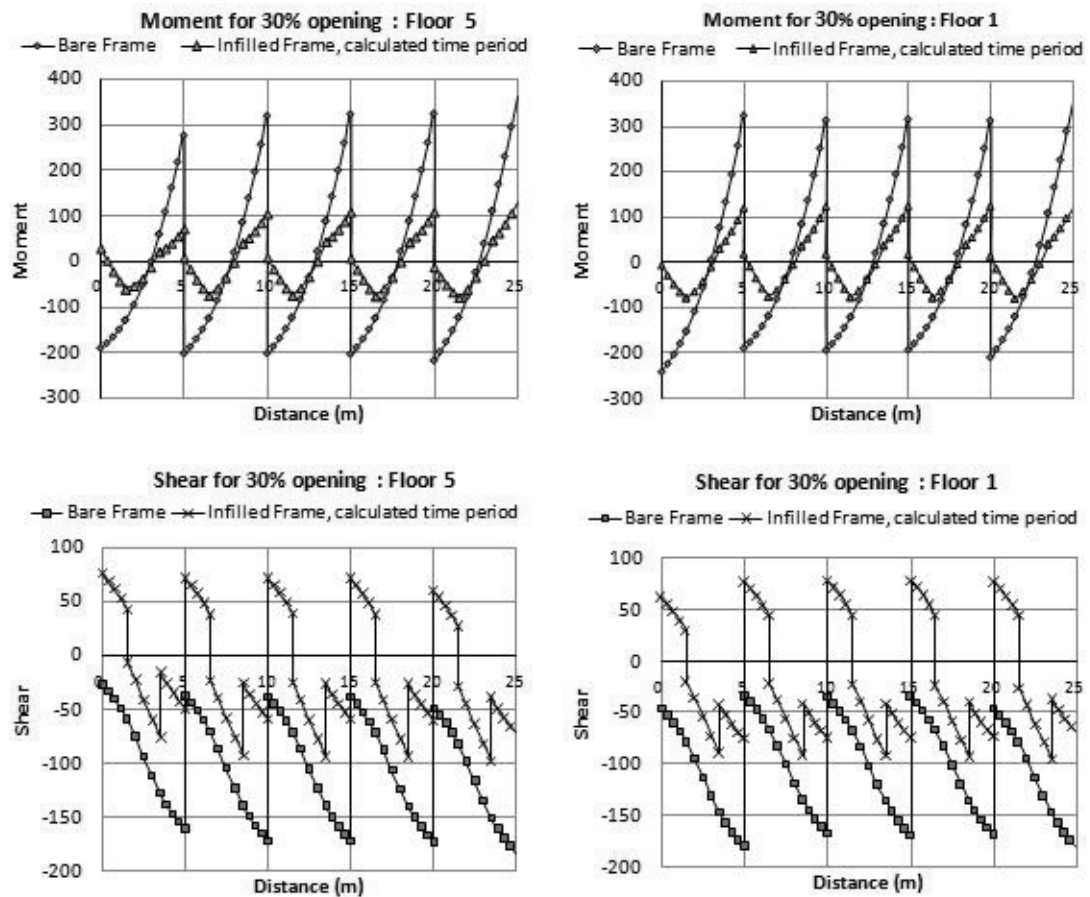 Moment for 30% opening : Floor 5
Bare Frame
Infilled Frame, calculated time period
400
300
200
100
0
-100
-200
-300
0
5
10
15
20
25
Moment
Distance (m)
Moment for 30% opening : Floor 1
Bare Frame
Infilled Frame, calculated time period
400
300
200
100
0
-100
-200
-300
0
5
10
15
20
25
Moment
Distance (m)
Shear for 30% opening : Floor 5
Bare Frame
Infilled Frame, calculated time period
100
50
0
-50
-100
-150
-200
0
5
10
15
20
25
Shear
Distance (m)
Shear for 30% opening : Floor 1
Bare Frame
Infilled Frame, calculated time period
100
50
0
-50
-100
-150
-200
0
5
10
15
20
25
Shear
Distance (m)